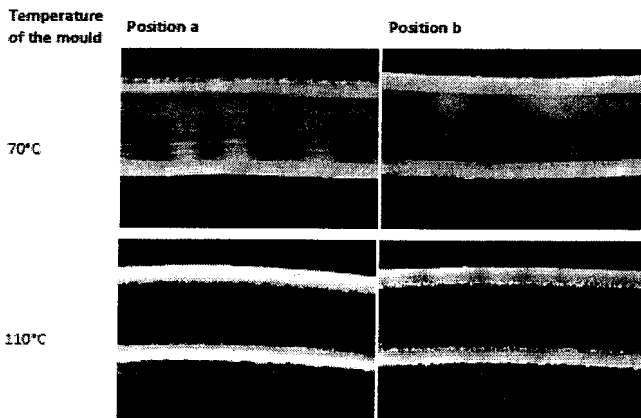 Temperature
of the mould
Position a
Position b
70°C
110°C